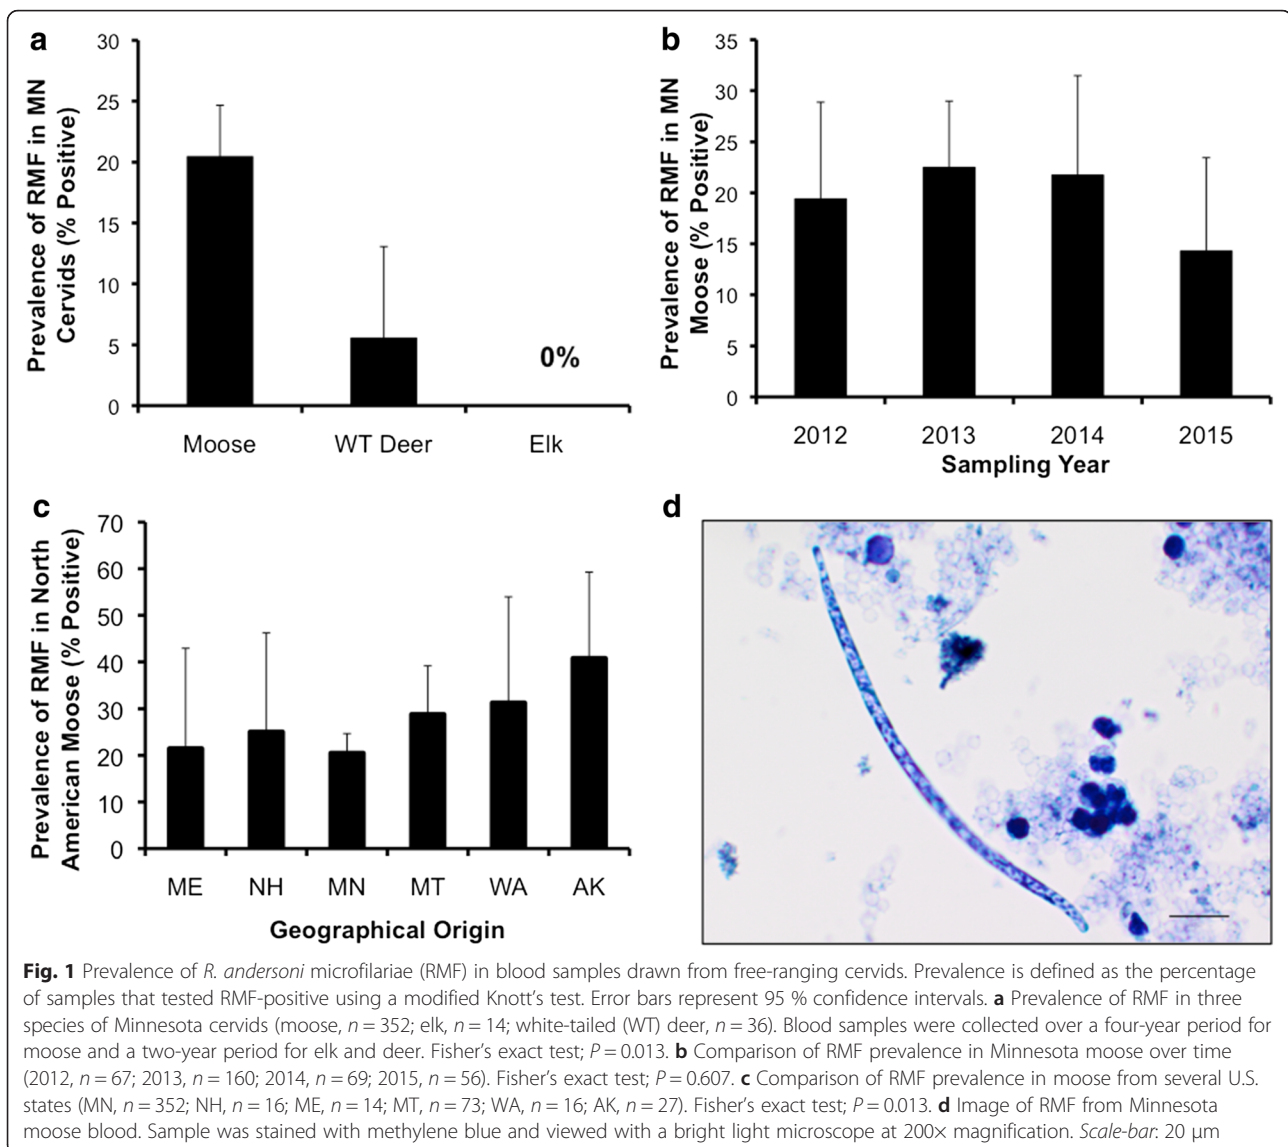 a
30
25
20
15
10
5
0
Prevalence of RMF in MN
Cervids (% Positive)
0%
Moose WT Deer Elk
b
35
30
25
20
15
10
5
0
Prevalence of RMF in MN
Moose (% Positive)
2012 2013 2014 2015
Sampling Year
c
70
60
50
40
30
20
10
0
Prevalence of RMF in North
American Moose (% Positive)
ME NH MN MT WA AK
Geographical Origin
d
Fig. 1 Prevalence of R. andersoni microfilariae (RMF) in blood samples drawn from free-ranging cervids. Prevalence is defined as the percentage
of samples that tested RMF-positive using a modified Knott's test. Error bars represent 95 % confidence intervals. a Prevalence of RMF in three
species of Minnesota cervids (moose, n = 352; elk, n = 14; white-tailed (WT) deer, n = 36). Blood samples were collected over a four-year period for
moose and a two-year period for elk and deer. Fisher's exact test; P = 0.013. b Comparison of RMF prevalence in Minnesota moose over time
(2012, n = 67; 2013, n = 160; 2014, n = 69; 2015, n = 56). Fisher's exact test; P = 0.607. c Comparison of RMF prevalence in moose from several U.S.
states (MN, n = 352; NH, n = 16; ME, n = 14; MT, n = 73; WA, n = 16; AK, n = 27). Fisher's exact test; P = 0.013. d Image of RMF from Minnesota
moose blood. Sample was stained with methylene blue and viewed with a bright light microscope at 200× magnification. Scale-bar: 20 μm